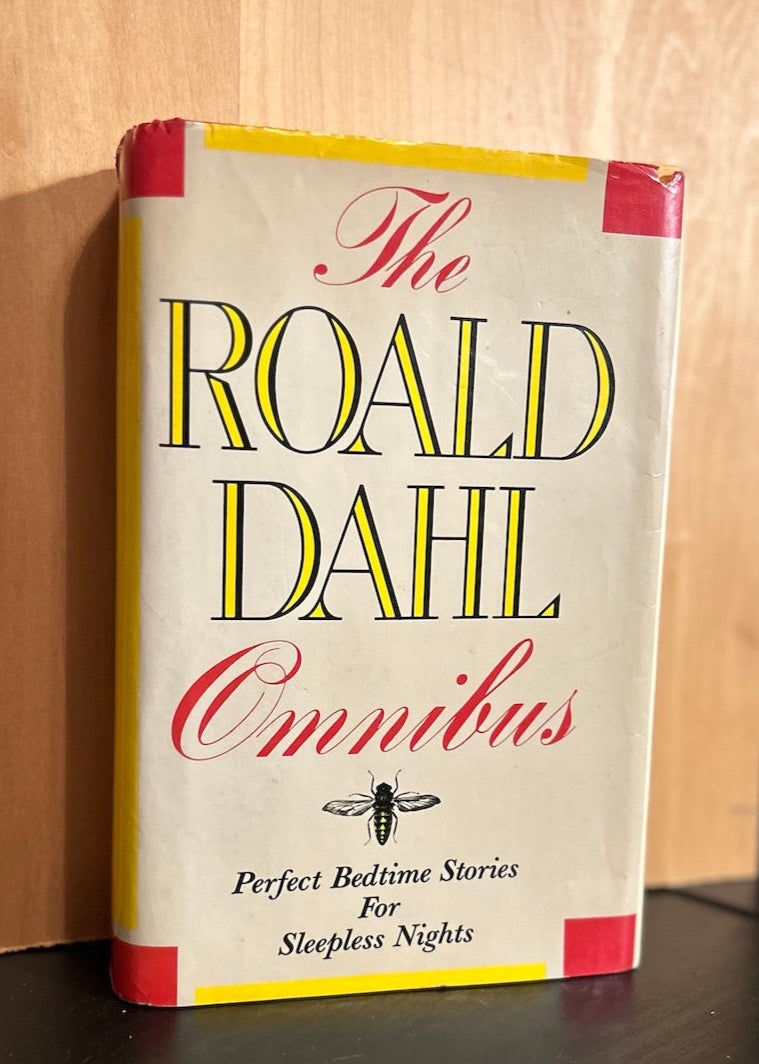 The
ROALD
DAHL
Omnibus
Perfect Bedtime Stories
For
Sleepless Nights